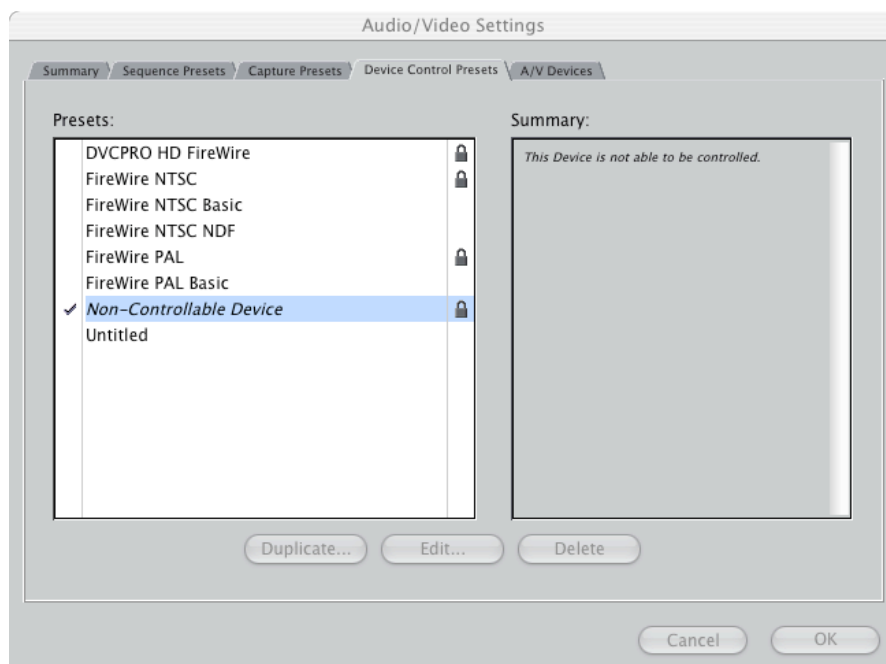 Audio/Video Settings
Summary
Sequence Presets
Capture Presets
Device Control Presets
A/V Devices
Presets:
DVCPRO HD FireWire
FireWire NTSC
FireWire NTSC Basic
FireWire NTSC NDF
FireWire PAL
FireWire PAL Basic
Non-Controllable Device
Untitled
Summary:
This Device is not able to be controlled.
Duplicate...
Edit...
Delete
Cancel
OK